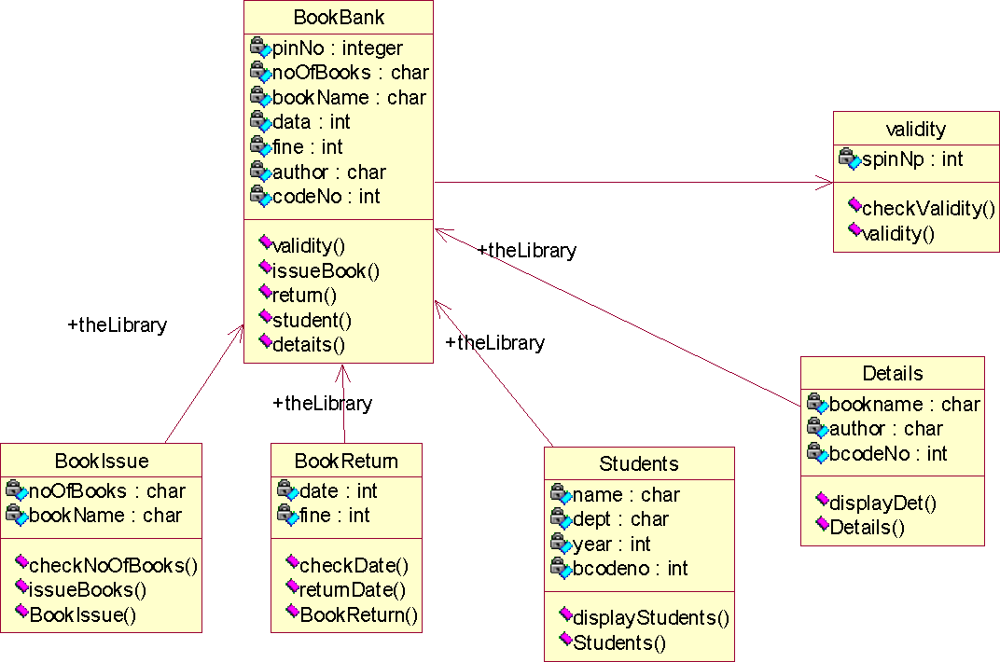 BookBank
pinNo : integer
noOfBooks : char
bookName : char
data : int
fine : int
author : char
codeNo : int
validity()
issueBook()
return()
student()
detaits()
validity
spinNp : int
checkValidity()
validity()
+theLibrary
+theLibrary
+theLibrary
+theLibrary
BookIssue
noOfBooks : char
bookName : char
checkNoOfBooks()
issueBooks()
BookIssue()
BookReturn
date : int
fine : int
checkDate()
returnDate()
BookReturn()
Students
name : char
dept : char
year : int
bcodeno : int
displayStudents()
Students()
Details
bookname : char
author : char
bcodeNo : int
displayDet()
Details()